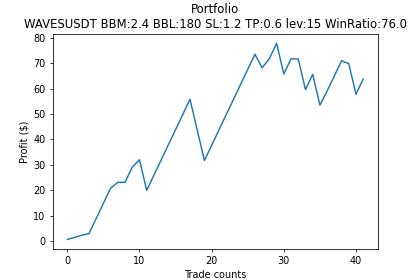 Portfolio
WAVESUSDT BBM:2.4 BBL:180 SL:1.2 TP:0.6 lev:15 WinRatio:76.0
80
70
60
50
40
30
20
10
0
Profit ($)
0 10 20 30 40
Trade counts